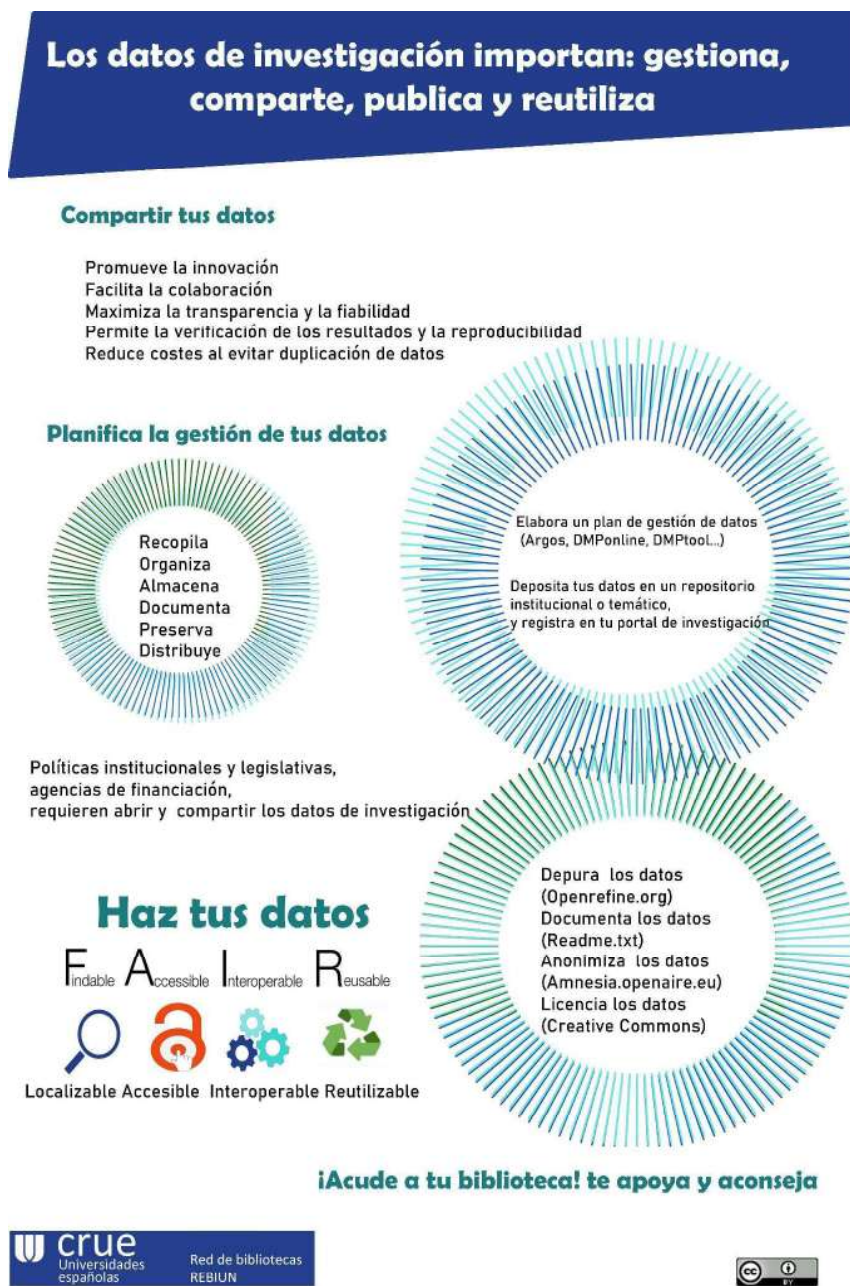 Los datos de investigación importan: gestiona,
comparte, publica y reutiliza
Compartir tus datos
Promueve la innovación
Facilita la colaboración
Maximiza la transparencia y la fiabilidad
Permite la verificación de los resultados y la reproducibilidad
Reduce costes al evitar duplicación de datos
Planifica la gestión de tus datos
Recopila
Organiza
Almacena
Documenta
Preserva
Distribuye
Elabora un plan de gestión de datos
(Argos, DMPonline, DMPtool...)
Deposita tus datos en un repositorio
institucional o temático,
y registra en tu portal de investigación
Políticas institucionales y legislativas,
agencias de financiación,
requieren abrir y compartir los datos de investigación
Depura los datos
(Openrefine.org)
Documenta los datos
(Readme.txt)
Anonimiza los datos
(Amnesia.openaire.eu)
Licencia los datos
(Creative Commons)
Haz tus datos
Findable Accessible Interoperable Reusable
Localizable Accesible Interoperable Reutilizable
¡Acude a tu biblioteca! te apoya y aconseja
crue
Universidades
españolas
Red de bibliotecas
REBIUN
cc
BY